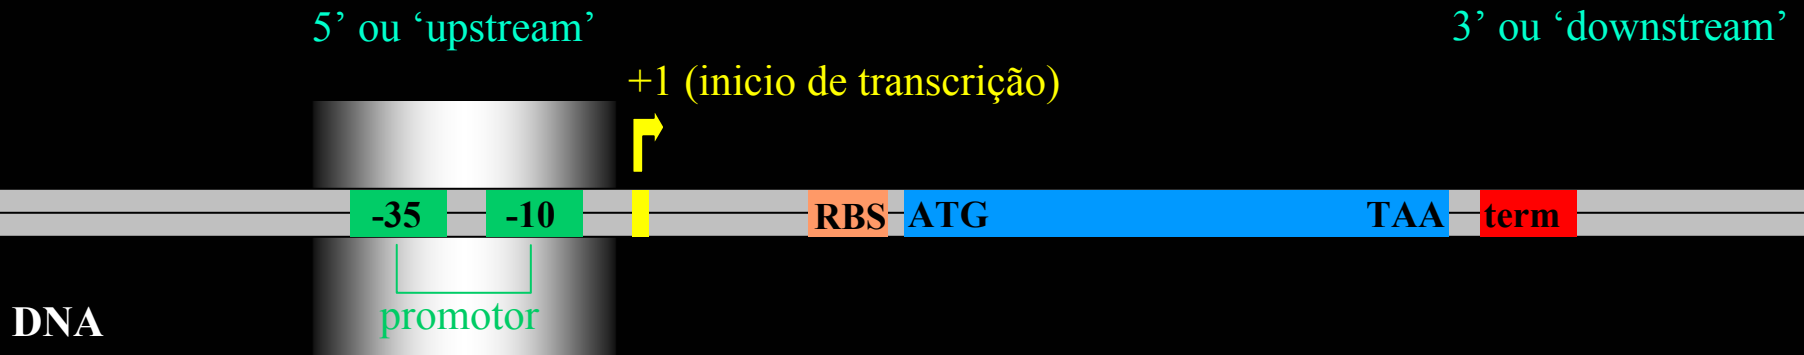 5’ ou ‘upstream’
3’ ou ‘downstream’
+1 (inicio de transcrição)
-35
-10
RBS
ATG
TAA
term
promotor
DNA